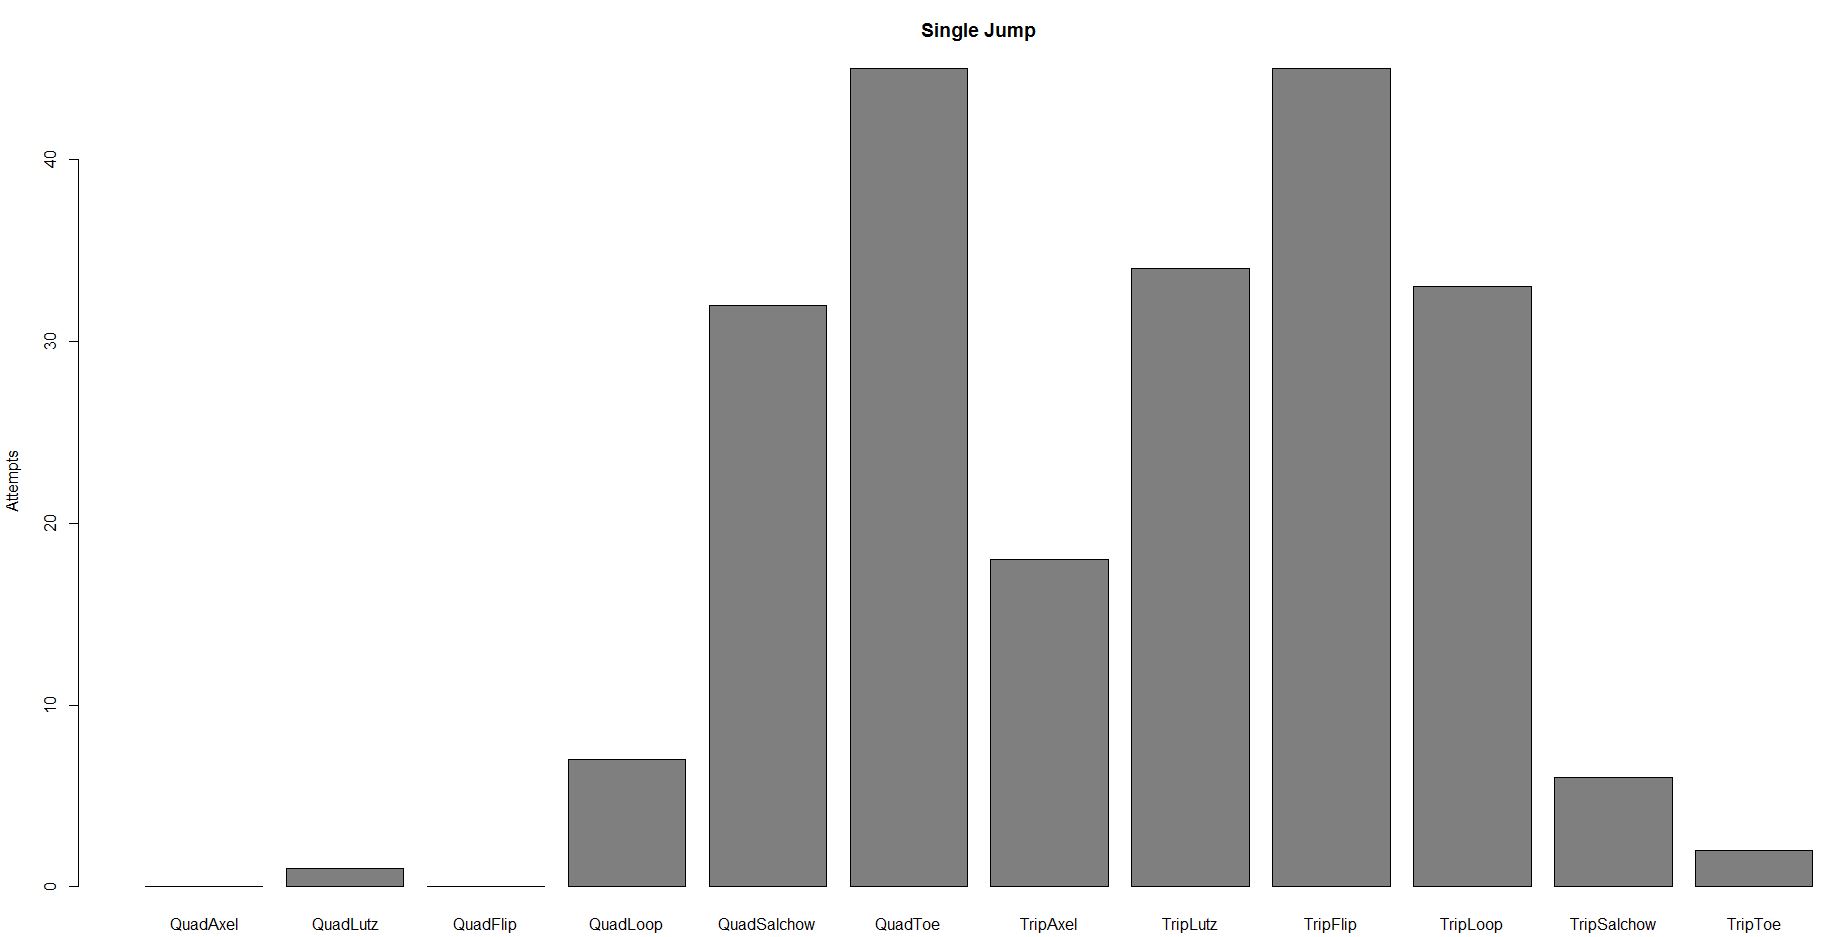 Single Jump
Attempts
40
30
20
10
0
QuadAxel QuadLutz QuadFlip QuadLoop QuadSalchow QuadToe TripAxel TripLutz TripFlip TripLoop TripSalchow TripToe